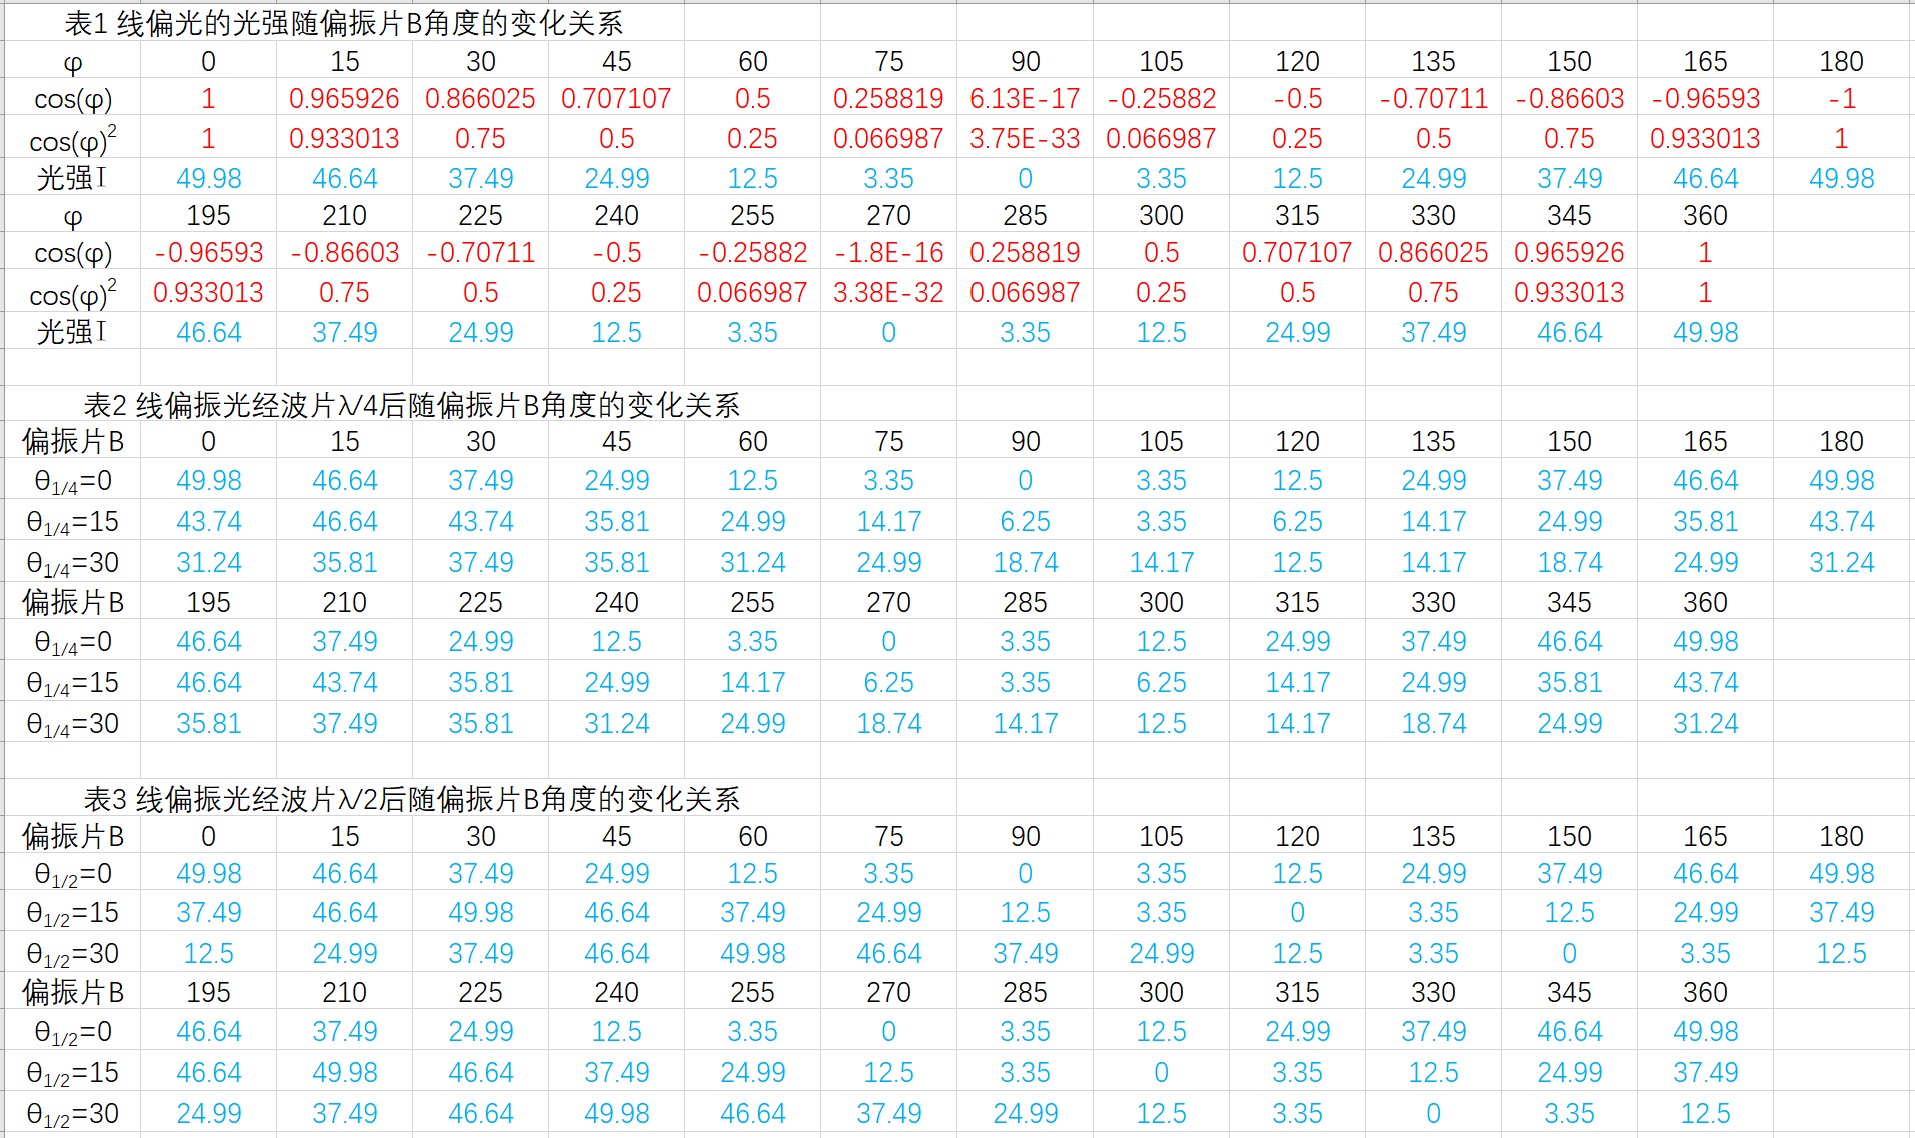 表1 线偏光的光强随偏振片B角度的变化关系
φ 0 15 30 45 60 75 90 105 120 135 150 165 180
cos(φ) 1 0.965926 0.866025 0.707107 0.5 0.258819 6.13E-17 -0.25882 -0.5 -0.70711 -0.86603 -0.96593 -1
cos(φ)² 1 0.933013 0.75 0.5 0.25 0.066987 3.75E-33 0.066987 0.25 0.5 0.75 0.933013 1
光强I 49.98 46.64 37.49 24.99 12.5 3.35 0 3.35 12.5 24.99 37.49 46.64 49.98
φ 195 210 225 240 255 270 285 300 315 330 345 360
cos(φ) -0.96593 -0.86603 -0.70711 -0.5 -0.25882 -1.8E-16 0.258819 0.5 0.707107 0.866025 0.965926 1
cos(φ)² 0.933013 0.75 0.5 0.25 0.066987 3.38E-32 0.066987 0.25 0.5 0.75 0.933013 1
光强I 46.64 37.49 24.99 12.5 3.35 0 3.35 12.5 24.99 37.49 46.64 49.98
表2 线偏振光经波片λ/4后随偏振片B角度的变化关系
偏振片B 0 15 30 45 60 75 90 105 120 135 150 165 180
θ1/4=0 49.98 46.64 37.49 24.99 12.5 3.35 0 3.35 12.5 24.99 37.49 46.64 49.98
θ1/4=15 43.74 46.64 43.74 35.81 24.99 14.17 6.25 3.35 6.25 14.17 24.99 35.81 43.74
θ1/4=30 31.24 35.81 37.49 35.81 31.24 24.99 18.74 14.17 12.5 14.17 18.74 24.99 31.24
偏振片B 195 210 225 240 255 270 285 300 315 330 345 360
θ1/4=0 46.64 37.49 24.99 12.5 3.35 0 3.35 12.5 24.99 37.49 46.64 49.98
θ1/4=15 46.64 43.74 35.81 24.99 14.17 6.25 3.35 6.25 14.17 24.99 35.81 43.74
θ1/4=30 35.81 37.49 35.81 31.24 24.99 18.74 14.17 12.5 14.17 18.74 24.99 31.24
表3 线偏振光经波片λ/2后随偏振片B角度的变化关系
偏振片B 0 15 30 45 60 75 90 105 120 135 150 165 180
θ1/2=0 49.98 46.64 37.49 24.99 12.5 3.35 0 3.35 12.5 24.99 37.49 46.64 49.98
θ1/2=15 37.49 46.64 49.98 46.64 37.49 24.99 12.5 3.35 0 3.35 12.5 24.99 37.49
θ1/2=30 12.5 24.99 37.49 46.64 49.98 46.64 37.49 24.99 12.5 3.35 0 3.35 12.5
偏振片B 195 210 225 240 255 270 285 300 315 330 345 360
θ1/2=0 46.64 37.49 24.99 12.5 3.35 0 3.35 12.5 24.99 37.49 46.64 49.98
θ1/2=15 46.64 49.98 46.64 37.49 24.99 12.5 3.35 0 3.35 12.5 24.99 37.49
θ1/2=30 24.99 37.49 46.64 49.98 46.64 37.49 24.99 12.5 3.35 0 3.35 12.5